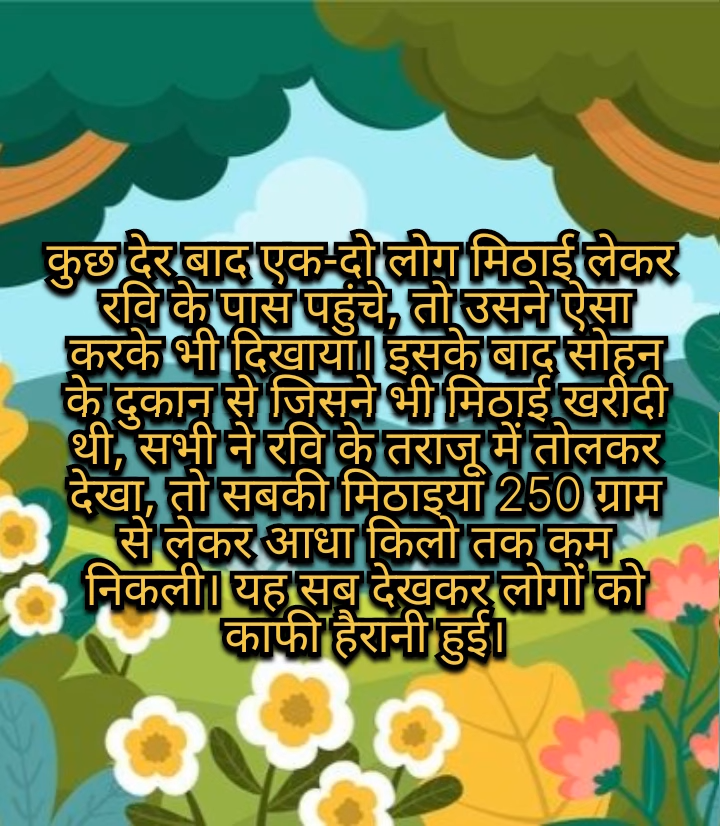 कुछ देर बाद एक-दो लोग मिठाई लेकर
रवि के पास पहुंचे, तो उसने ऐसा
करके भी दिखाया। इसके बाद सोहन
के दुकान से जिसने भी मिठाई खरीदी
थी, सभी ने रवि के तराजू में तोलकर
देखा, तो सबकी मिठाइयां 250 ग्राम
से लेकर आधा किलो तक कम
निकली। यह सब देखकर लोगों को
काफी हैरानी हुई।